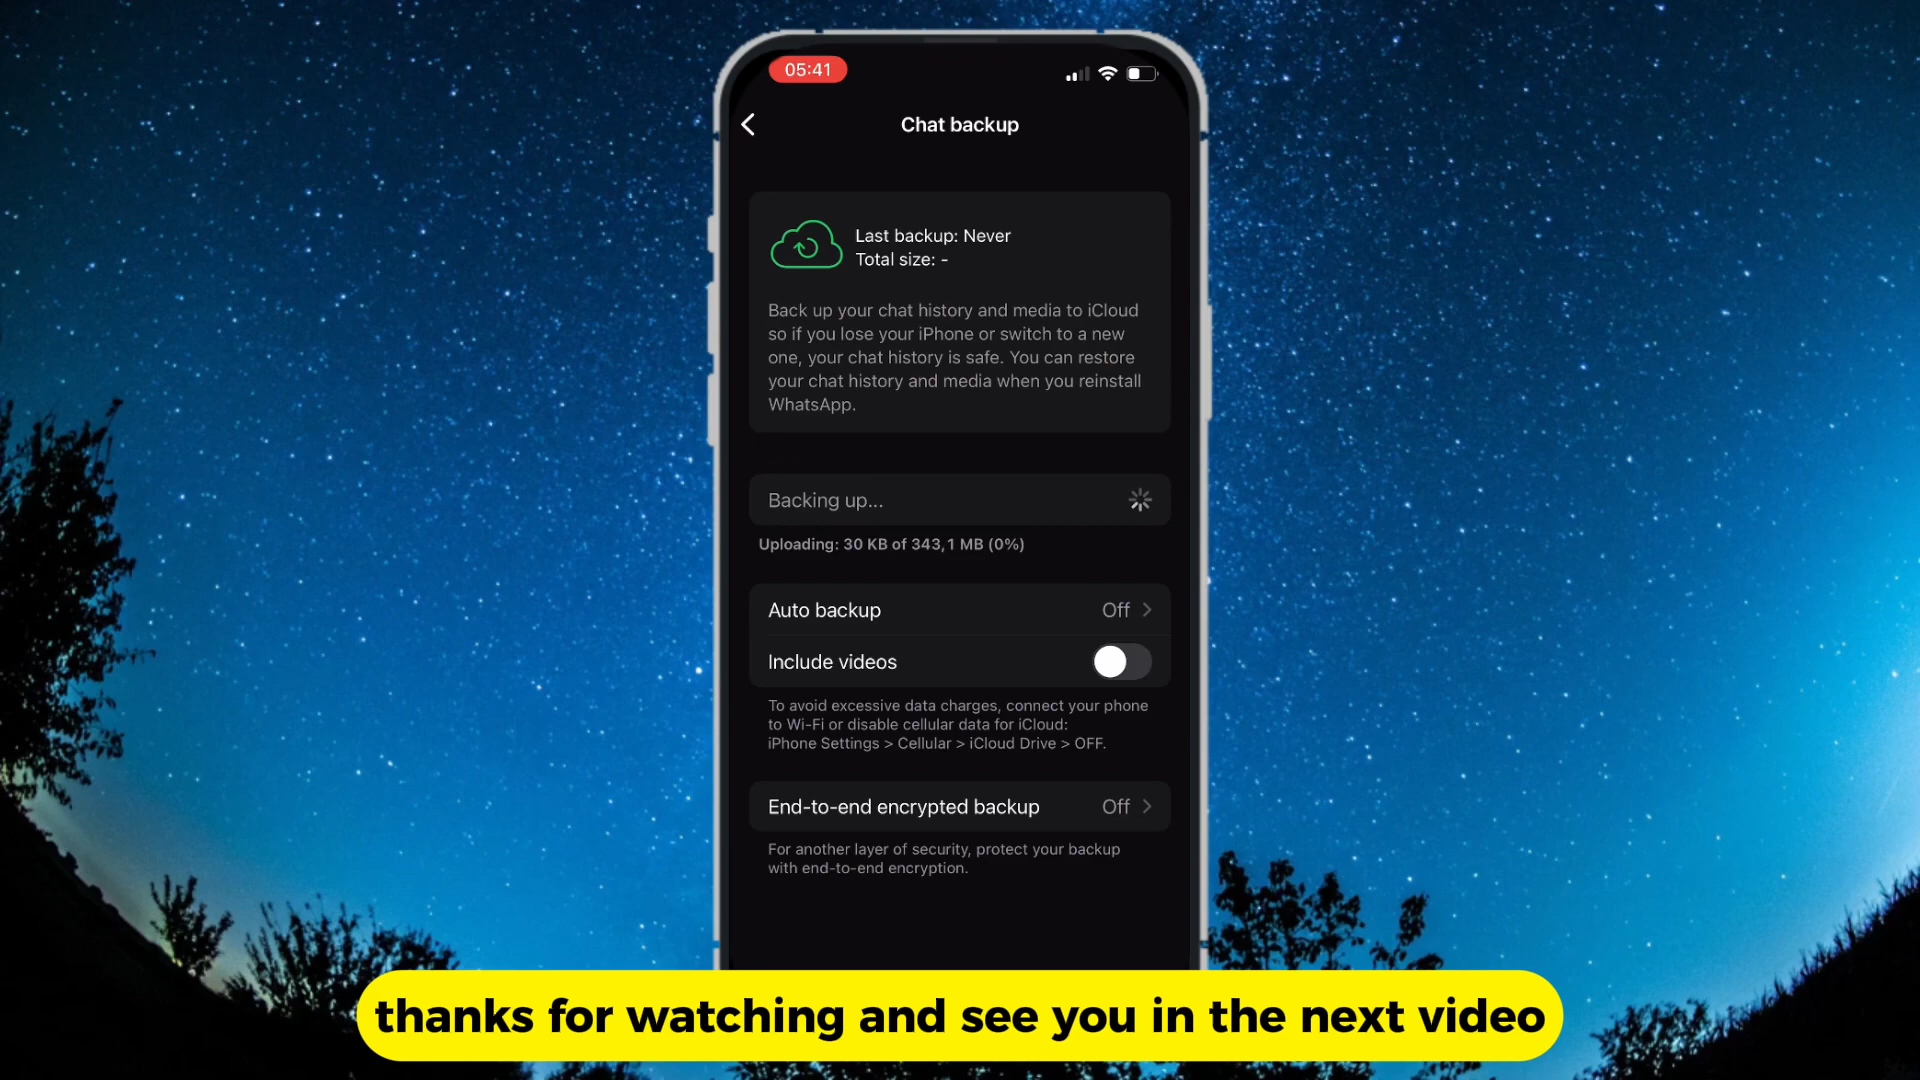 05:41
Chat backup
Last backup: Never
Total size: -
Back up your chat history and media to iCloud
so if you lose your iPhone or switch to a new
one, your chat history is safe. You can restore
your chat history and media when you reinstall
WhatsApp.
Backing up...
Uploading: 30 KB of 343,1 MB (0%)
Auto backup Off
Include videos
To avoid excessive data charges, connect your phone
to Wi-Fi or disable cellular data for iCloud:
iPhone Settings > Cellular > iCloud Drive > OFF.
End-to-end encrypted backup Off
For another layer of security, protect your backup
with end-to-end encryption.
thanks for watching and see you in the next video